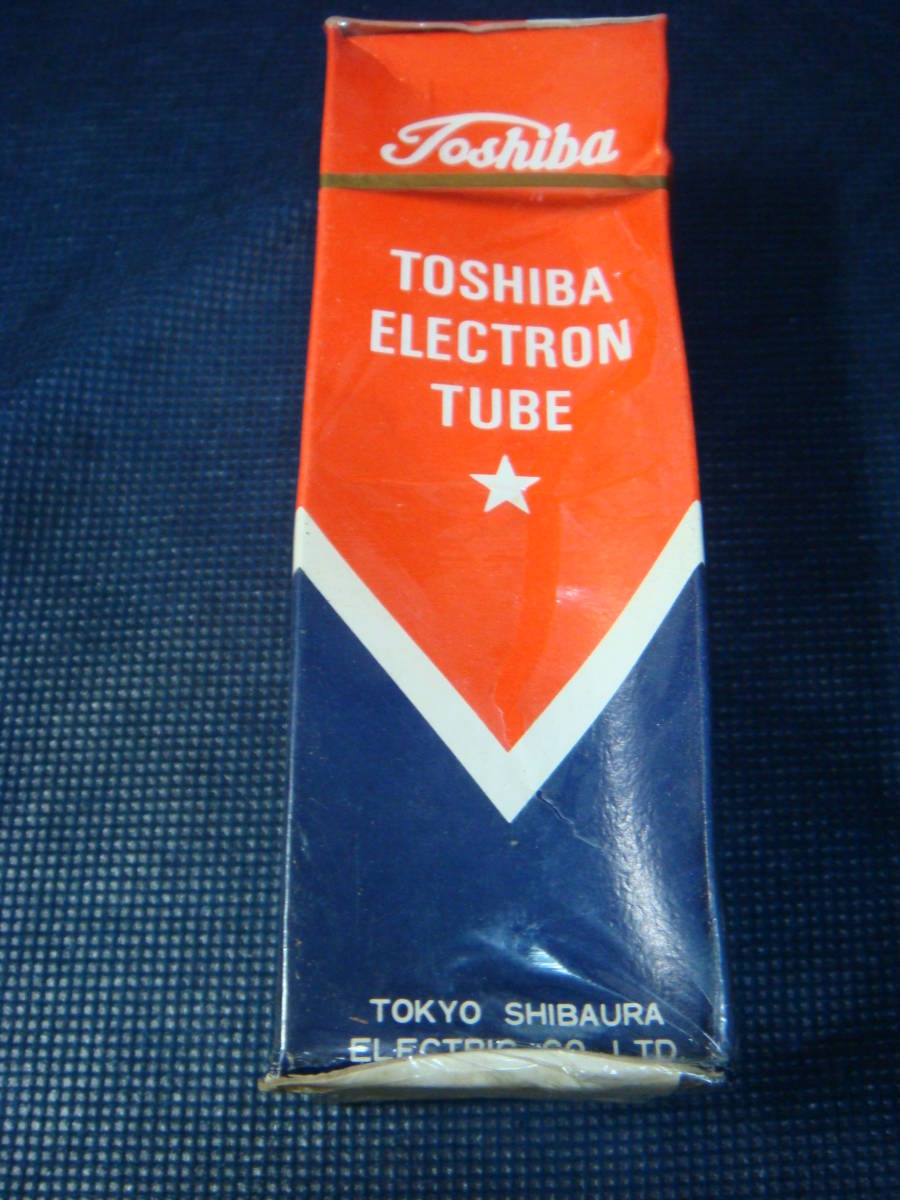 Toshiba
TOSHIBA
ELECTRON
TUBE
TOKYO SHIBAURA
ELECTRIC CO. LTD.